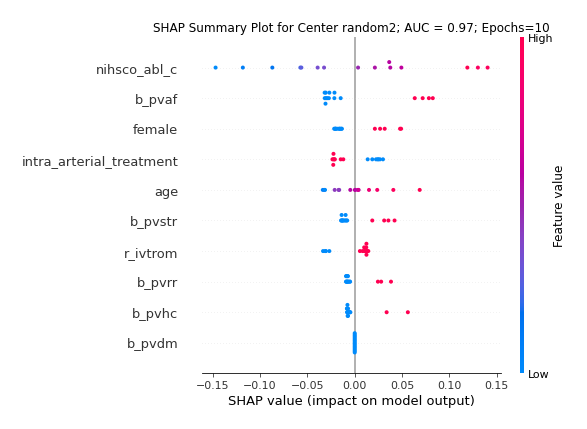 SHAP Summary Plot for Center random2; AUC = 0.97; Epochs=10
High
nihsco_abl_c
b_pvaf
female
intra_arterial_treatment
age
b_pvstr
r_ivtrom
b_pvrr
b_pvhc
b_pvdm
Feature value
Low
−0.15 −0.10 −0.05 0.00 0.05 0.10 0.15
SHAP value (impact on model output)